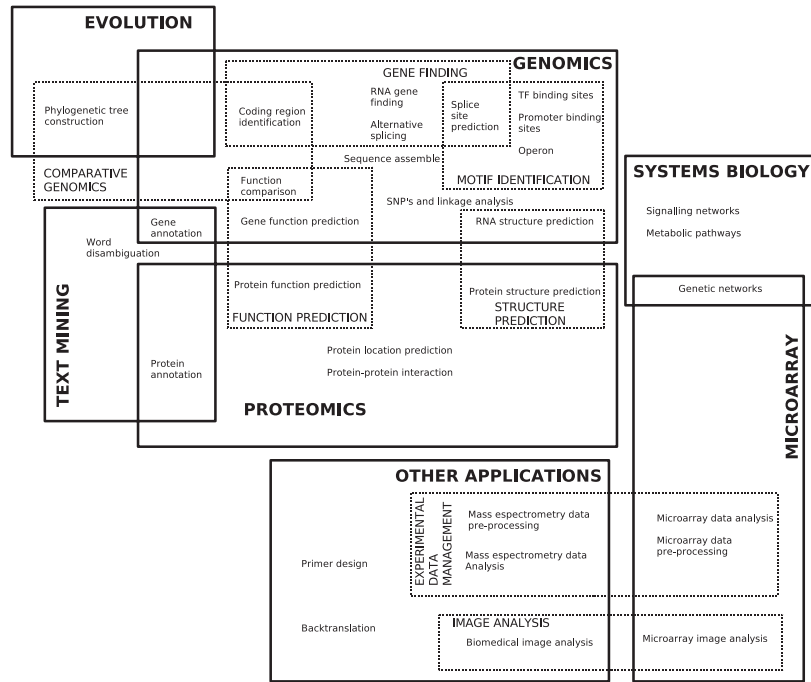 EVOLUTION
GENOMICS
GENE FINDING
Phylogenetic tree
construction
Coding region
identification
RNA gene
finding
Alternative
splicing
Splice
site
prediction
TF binding sites
Promoter binding
sites
Operon
Sequence assemble
MOTIF IDENTIFICATION
COMPARATIVE
GENOMICS
Function
comparison
SNP's and linkage analysis
SYSTEMS BIOLOGY
Signalling networks
Metabolic pathways
Genetic networks
Gene
annotation
Gene function prediction
RNA structure prediction
Word
disambiguation
Protein function prediction
FUNCTION PREDICTION
Protein structure prediction
STRUCTURE
PREDICTION
TEXT MINING
Protein
annotation
Protein location prediction
Protein-protein interaction
PROTEOMICS
MICROARRAY
OTHER APPLICATIONS
EXPERIMENTAL
DATA
MANAGEMENT
Mass espectrometry data
pre-processing
Mass espectrometry data
Analysis
Microarray data analysis
Microarray data
pre-processing
Primer design
Backtranslation
IMAGE ANALYSIS
Biomedical image analysis
Microarray image analysis